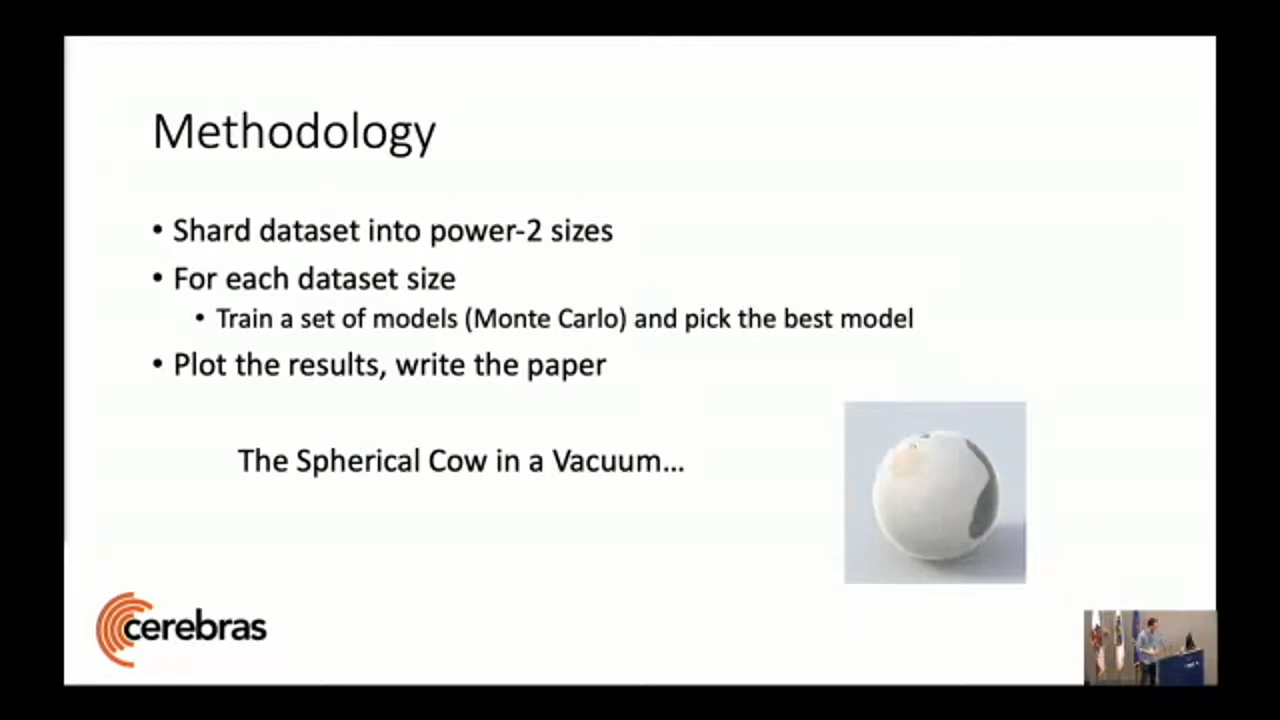 Methodology
• Shard dataset into power-2 sizes
• For each dataset size
• Train a set of models (Monte Carlo) and pick the best model
• Plot the results, write the paper
The Spherical Cow in a Vacuum...
cerebras